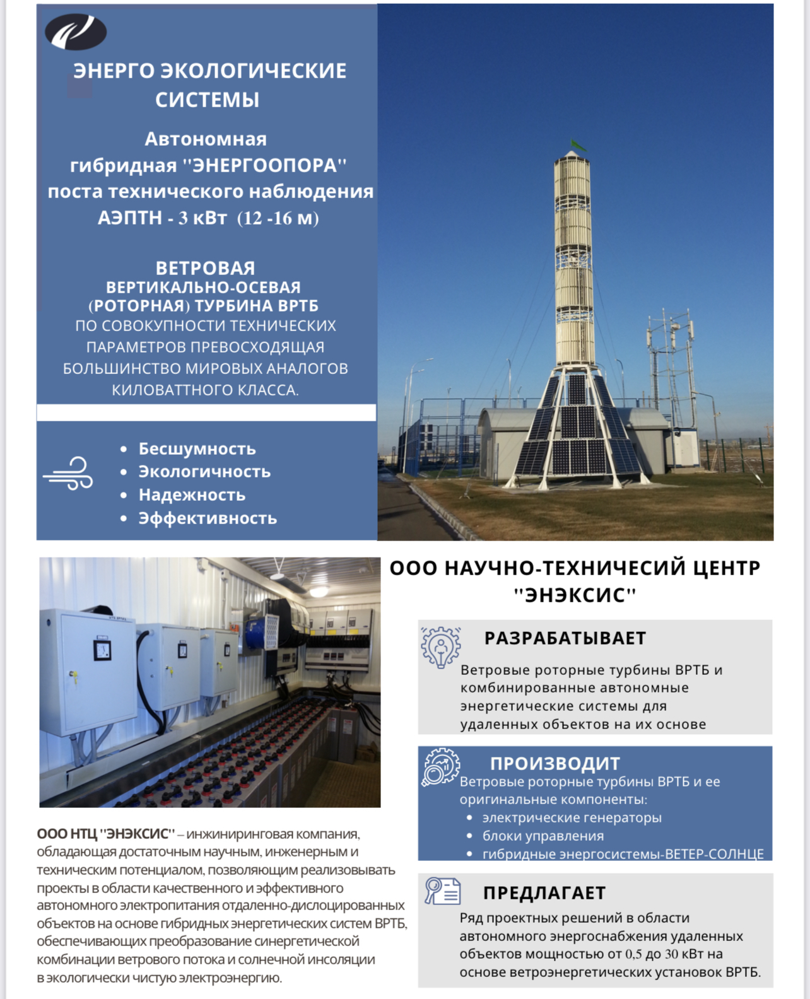 ЭНЕРГО ЭКОЛОГИЧЕСКИЕ
СИСТЕМЫ
Автономная
гибридная "ЭНЕРГООПОРА"
поста технического наблюдения
АЭПТН - 3 кВт (12 -16 м)
ВЕТРОВАЯ
ВЕРТИКАЛЬНО-ОСЕВАЯ
(РОТОРНАЯ) ТУРБИНА ВРТБ
ПО СОВОКУПНОСТИ ТЕХНИЧЕСКИХ
ПАРАМЕТРОВ ПРЕВОСХОДЯЩАЯ
БОЛЬШИНСТВО МИРОВЫХ АНАЛОГОВ
КИЛОВАТТНОГО КЛАССА.
• Бесшумность
• Экологичность
• Надежность
• Эффективность
ООО НАУЧНО-ТЕХНИЧЕСИЙ ЦЕНТР
"ЭНЭКСИС"
РАЗРАБАТЫВАЕТ
Ветровые роторные турбины ВРТБ и
комбинированные автономные
энергетические системы для
удаленных объектов на их основе
ПРОИЗВОДИТ
Ветровые роторные турбины ВРТБ и ее
оригинальные компоненты:
• электрические генераторы
• блоки управления
• гибридные энергосистемы-ВЕТЕР-СОЛНЦЕ
ПРЕДЛАГАЕТ
Ряд проектных решений в области
автономного энергоснабжения удаленных
объектов мощностью от 0,5 до 30 кВт на
основе ветроэнергетических установок ВРТБ.
ООО НТЦ "ЭНЭКСИС" – инжиниринговая компания,
обладающая достаточным научным, инженерным и
техническим потенциалом, позволяющим реализовывать
проекты в области качественного и эффективного
автономного электропитания отдаленно-дислоцированных
объектов на основе гибридных энергетических систем ВРТБ,
обеспечивающих преобразование синергетической
комбинации ветрового потока и солнечной инсоляции
в экологически чистую электроэнергию.